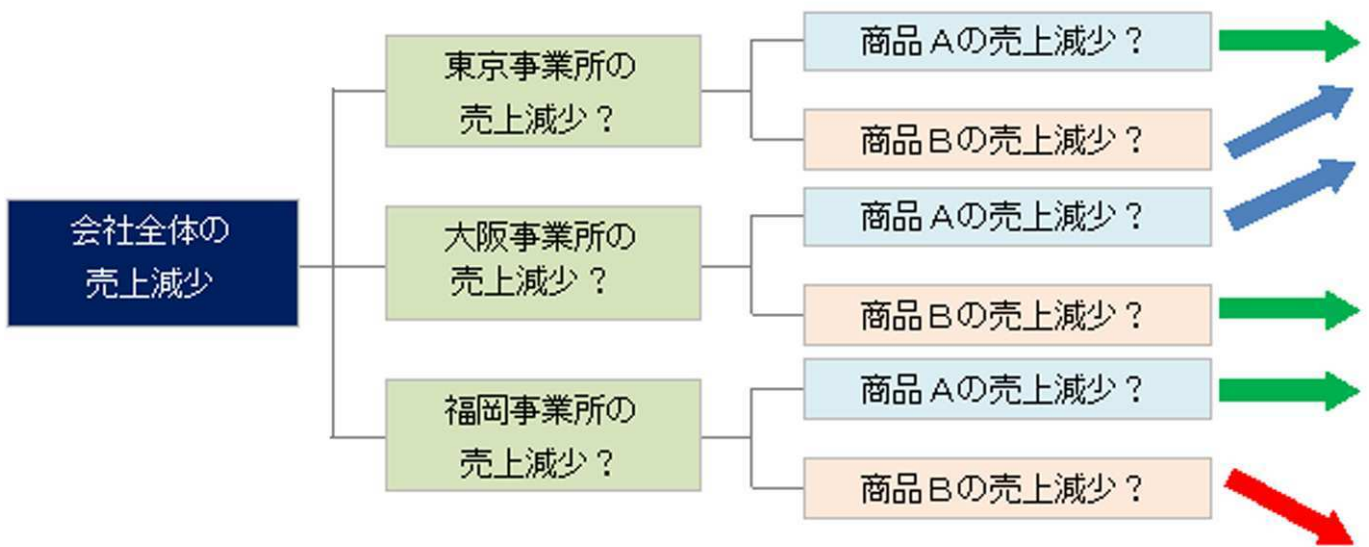 会社全体の
売上減少
東京事業所の
売上減少？
商品Ａの売上減少？
商品Ｂの売上減少？
大阪事業所の
売上減少？
商品Ａの売上減少？
商品Ｂの売上減少？
福岡事業所の
売上減少？
商品Ａの売上減少？
商品Ｂの売上減少？